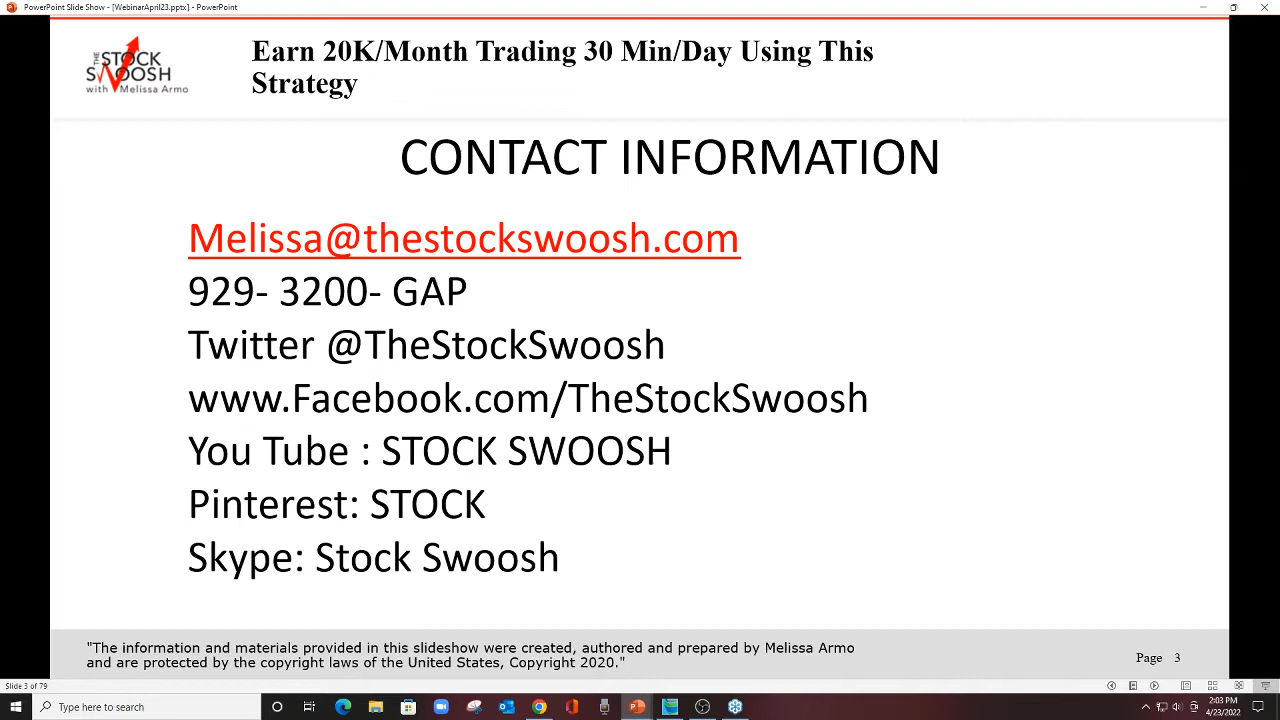 PowerPoint Slide Show - [WebinarApril23.pptx] - PowerPoint
THE
STOCK
SWOOSH
with Melissa Armo
Earn 20K/Month Trading 30 Min/Day Using This
Strategy
CONTACT INFORMATION
Melissa@thestockswoosh.com
929- 3200- GAP
Twitter @TheStockSwoosh
www.Facebook.com/TheStockSwoosh
You Tube : STOCK SWOOSH
Pinterest: STOCK
Skype: Stock Swoosh
"The information and materials provided in this slideshow were created, authored and prepared by Melissa Armo
and are protected by the copyright laws of the United States, Copyright 2020."
Page 3
Slide 3 of 79
Type here to search
2:03 PM
4/23/2022